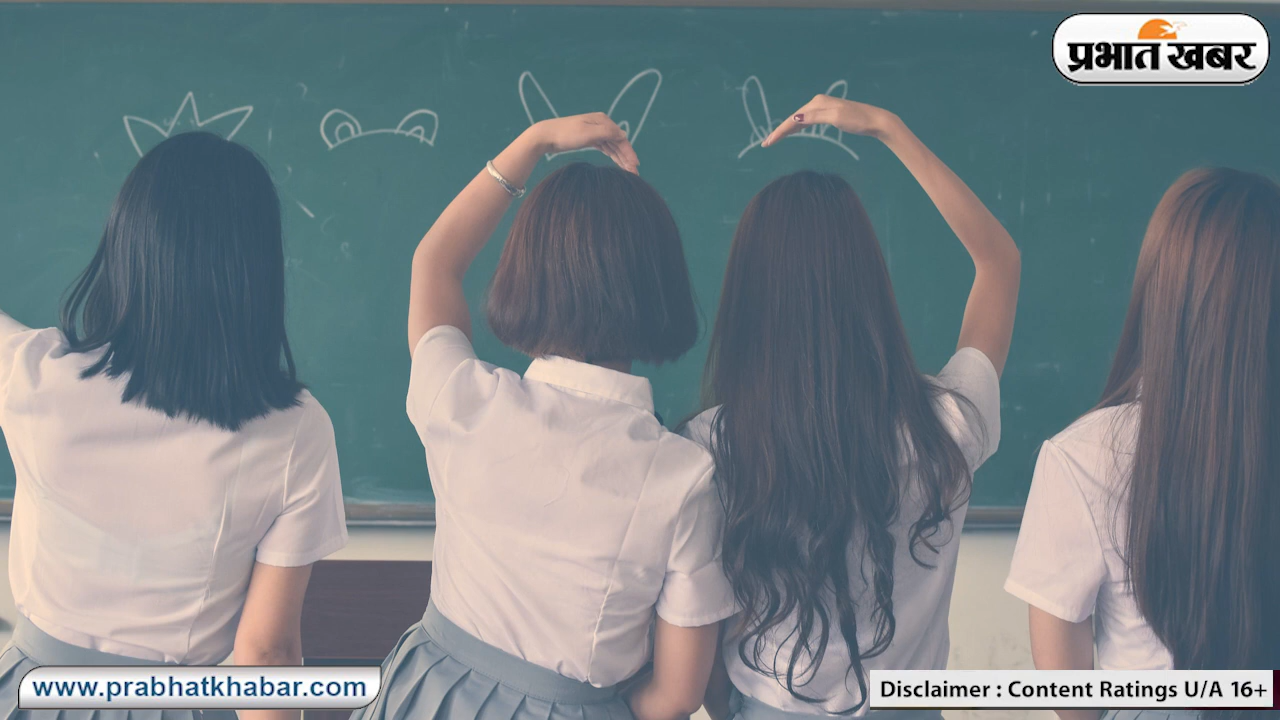 प्रभात खबर
www.prabhatkhabar.com
Disclaimer : Content Ratings U/A 16+